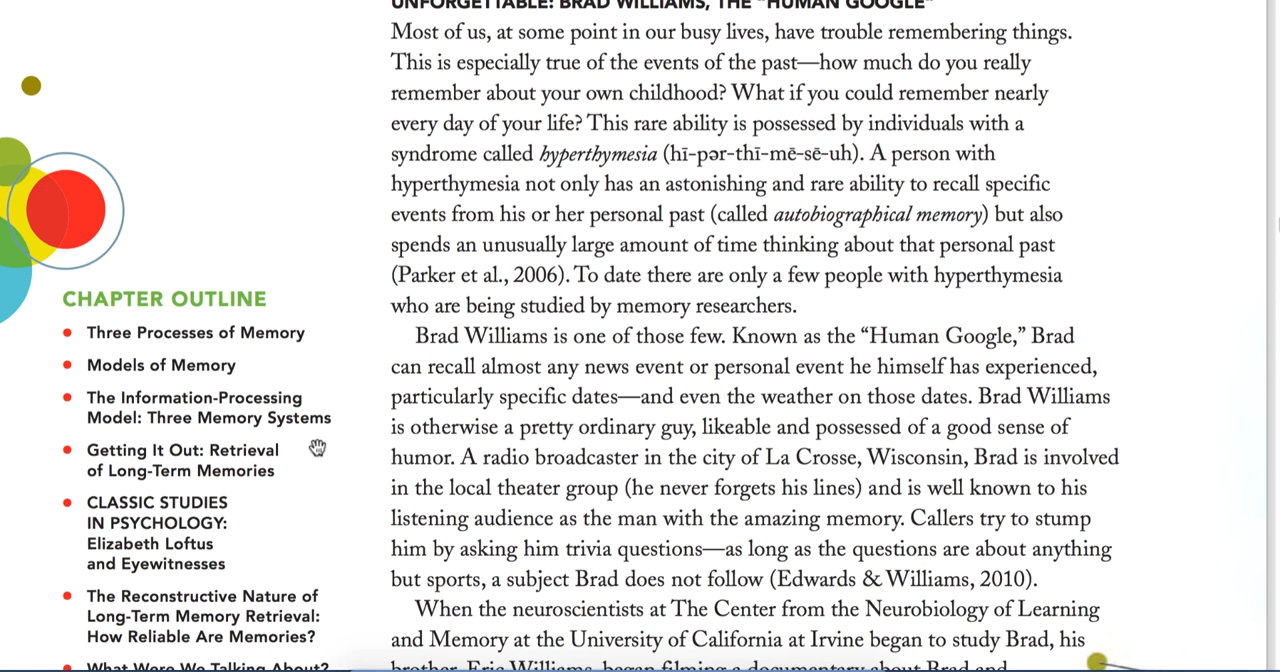 UNFORGETTABLE: BRAD WILLIAMS, THE “HUMAN GOOGLE”
Most of us, at some point in our busy lives, have trouble remembering things.
This is especially true of the events of the past—how much do you really
remember about your own childhood? What if you could remember nearly
every day of your life? This rare ability is possessed by individuals with a
syndrome called hyperthymesia (hī-pər-thī-mē-sē-uh). A person with
hyperthymesia not only has an astonishing and rare ability to recall specific
events from his or her personal past (called autobiographical memory) but also
spends an unusually large amount of time thinking about that personal past
(Parker et al., 2006). To date there are only a few people with hyperthymesia
who are being studied by memory researchers.
Brad Williams is one of those few. Known as the “Human Google,” Brad
can recall almost any news event or personal event he himself has experienced,
particularly specific dates—and even the weather on those dates. Brad Williams
is otherwise a pretty ordinary guy, likeable and possessed of a good sense of
humor. A radio broadcaster in the city of La Crosse, Wisconsin, Brad is involved
in the local theater group (he never forgets his lines) and is well known to his
listening audience as the man with the amazing memory. Callers try to stump
him by asking him trivia questions—as long as the questions are about anything
but sports, a subject Brad does not follow (Edwards & Williams, 2010).
When the neuroscientists at The Center from the Neurobiology of Learning
and Memory at the University of California at Irvine began to study Brad, his
brother, Eric Williams, began filming a documentary about Brad and
CHAPTER OUTLINE
• Three Processes of Memory
• Models of Memory
• The Information-Processing
Model: Three Memory Systems
• Getting It Out: Retrieval
of Long-Term Memories
• CLASSIC STUDIES
IN PSYCHOLOGY:
Elizabeth Loftus
and Eyewitnesses
• The Reconstructive Nature of
Long-Term Memory Retrieval:
How Reliable Are Memories?
• What Were We Talking About?